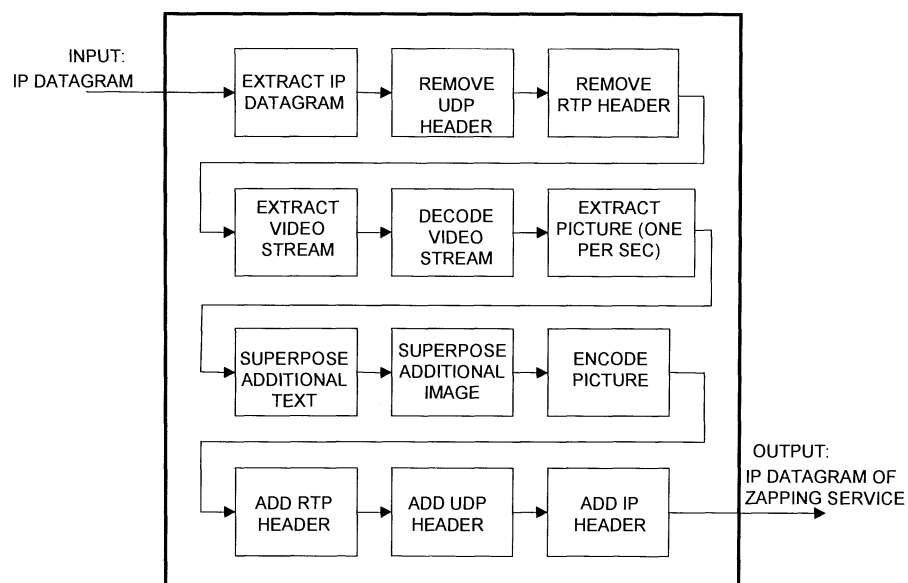 INPUT:
IP DATAGRAM
EXTRACT IP
DATAGRAM
REMOVE
UDP
HEADER
REMOVE
RTP HEADER
EXTRACT
VIDEO
STREAM
DECODE
VIDEO
STREAM
EXTRACT
PICTURE (ONE
PER SEC)
SUPERPOSE
ADDITIONAL
TEXT
SUPERPOSE
ADDITIONAL
IMAGE
ENCODE
PICTURE
ADD RTP
HEADER
ADD UDP
HEADER
ADD IP
HEADER
OUTPUT:
IP DATAGRAM OF
ZAPPING SERVICE